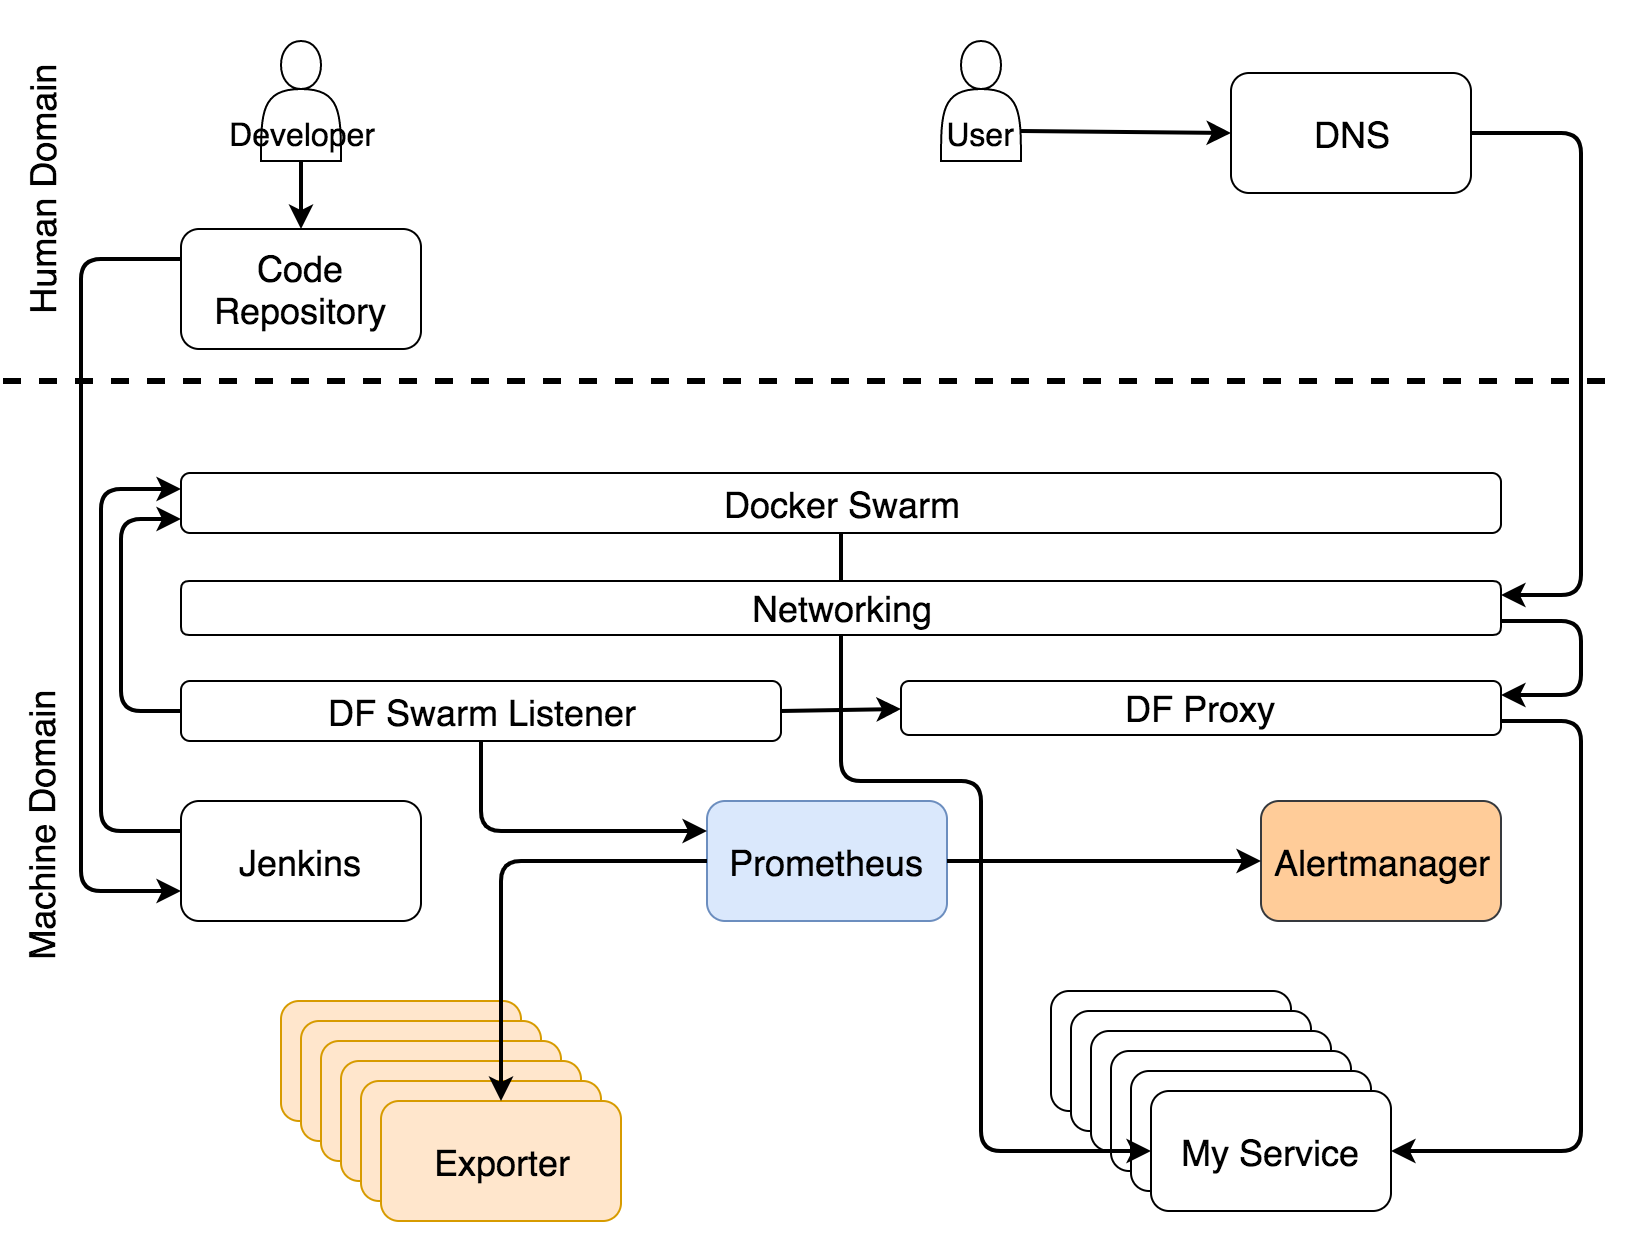 Human Domain
Developer
User
DNS
Code
Repository
Docker Swarm
Networking
DF Swarm Listener
DF Proxy
Machine Domain
Jenkins
Prometheus
Alertmanager
Exporter
My Service